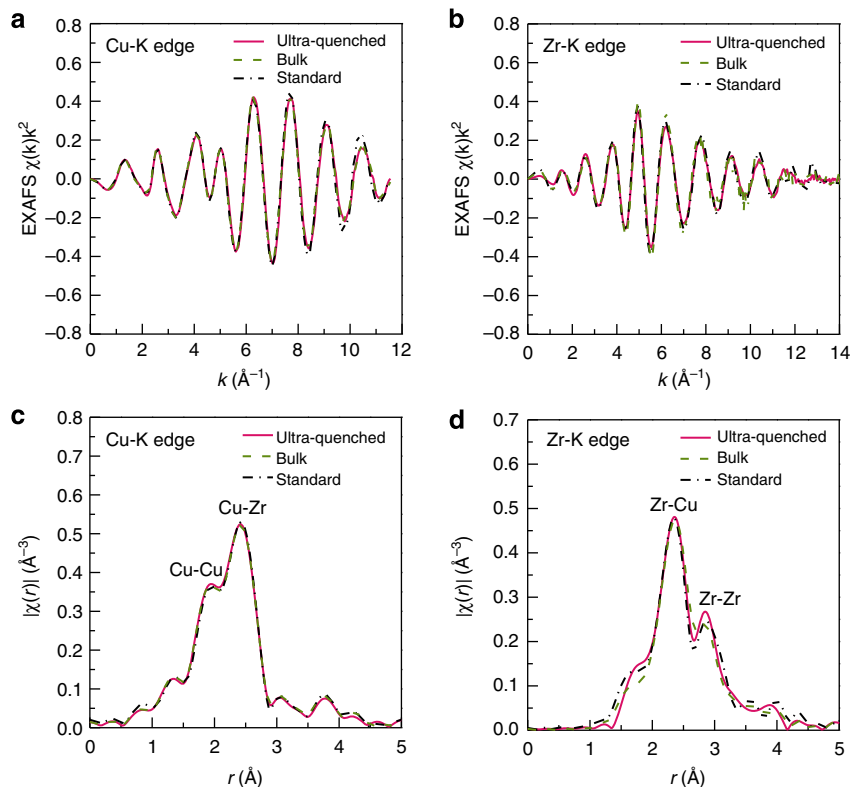 a
Cu-K edge
Ultra-quenched
Bulk
Standard
EXAFS χ(k)k²
0.8
0.6
0.4
0.2
0.0
−0.2
−0.4
−0.6
−0.8
0 2 4 6 8 10 12
k (Å⁻¹)
b
Zr-K edge
Ultra-quenched
Bulk
Standard
EXAFS χ(k)k²
0.8
0.6
0.4
0.2
0.0
−0.2
−0.4
−0.6
−0.8
0 2 4 6 8 10 12 14
k (Å⁻¹)
c
Cu-K edge
Ultra-quenched
Bulk
Standard
Cu-Zr
Cu-Cu
|χ(r)| (Å⁻³)
0.8
0.7
0.6
0.5
0.4
0.3
0.2
0.1
0.0
0 1 2 3 4 5
r (Å)
d
Zr-K edge
Ultra-quenched
Bulk
Standard
Zr-Cu
Zr-Zr
|χ(r)| (Å⁻³)
0.7
0.6
0.5
0.4
0.3
0.2
0.1
0.0
0 1 2 3 4 5
r (Å)